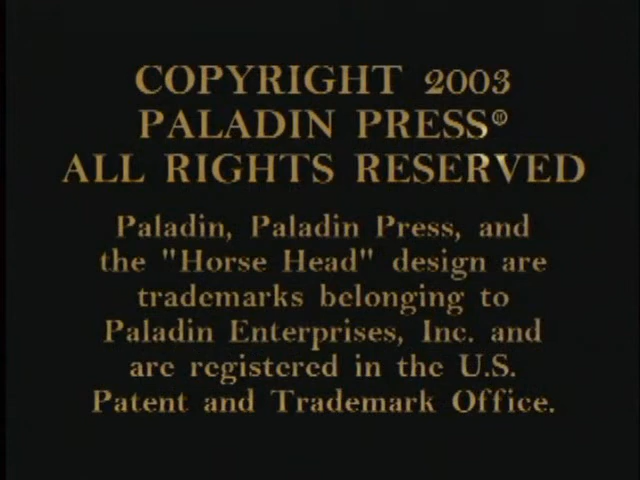 COPYRIGHT 2003
PALADIN PRESS®
ALL RIGHTS RESERVED
Paladin, Paladin Press, and
the "Horse Head" design are
trademarks belonging to
Paladin Enterprises, Inc. and
are registered in the U.S.
Patent and Trademark Office.